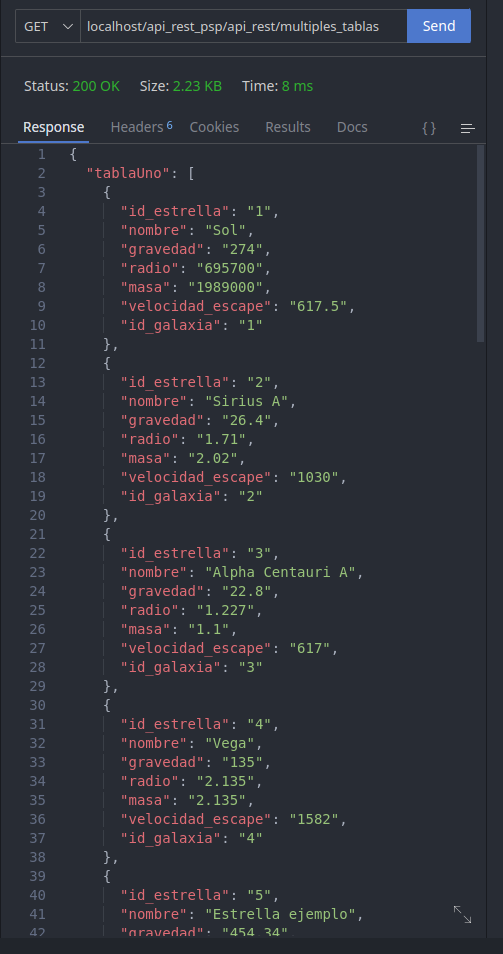 GET localhost/api_rest_psp/api_rest/multiples_tablas Send
Status: 200 OK Size: 2.23 KB Time: 8 ms
Response Headers 6 Cookies Results Docs { }
1 {
2 "tablaUno": [
3 {
4 "id_estrella": "1",
5 "nombre": "Sol",
6 "gravedad": "274",
7 "radio": "695700",
8 "masa": "1989000",
9 "velocidad_escape": "617.5",
10 "id_galaxia": "1"
11 },
12 {
13 "id_estrella": "2",
14 "nombre": "Sirius A",
15 "gravedad": "26.4",
16 "radio": "1.71",
17 "masa": "2.02",
18 "velocidad_escape": "1030",
19 "id_galaxia": "2"
20 },
21 {
22 "id_estrella": "3",
23 "nombre": "Alpha Centauri A",
24 "gravedad": "22.8",
25 "radio": "1.227",
26 "masa": "1.1",
27 "velocidad_escape": "617",
28 "id_galaxia": "3"
29 },
30 {
31 "id_estrella": "4",
32 "nombre": "Vega",
33 "gravedad": "135",
34 "radio": "2.135",
35 "masa": "2.135",
36 "velocidad_escape": "1582",
37 "id_galaxia": "4"
38 },
39 {
40 "id_estrella": "5",
41 "nombre": "Estrella ejemplo",
42 "gravedad": "454.34"